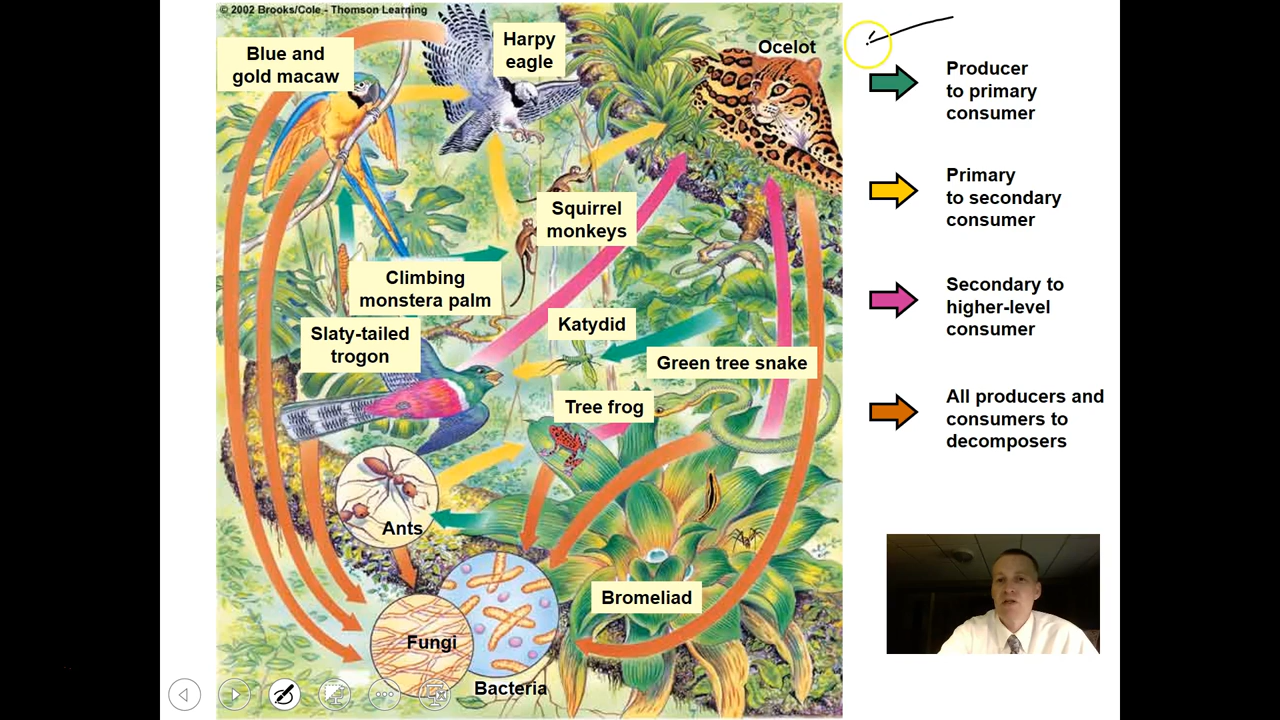 © 2002 Brooks/Cole - Thomson Learning
Blue and
gold macaw
Harpy
eagle
Ocelot
Squirrel
monkeys
Climbing
monstera palm
Slaty-tailed
trogon
Katydid
Green tree snake
Tree frog
Ants
Bromeliad
Fungi
Bacteria
Producer
to primary
consumer
Primary
to secondary
consumer
Secondary to
higher-level
consumer
All producers and
consumers to
decomposers